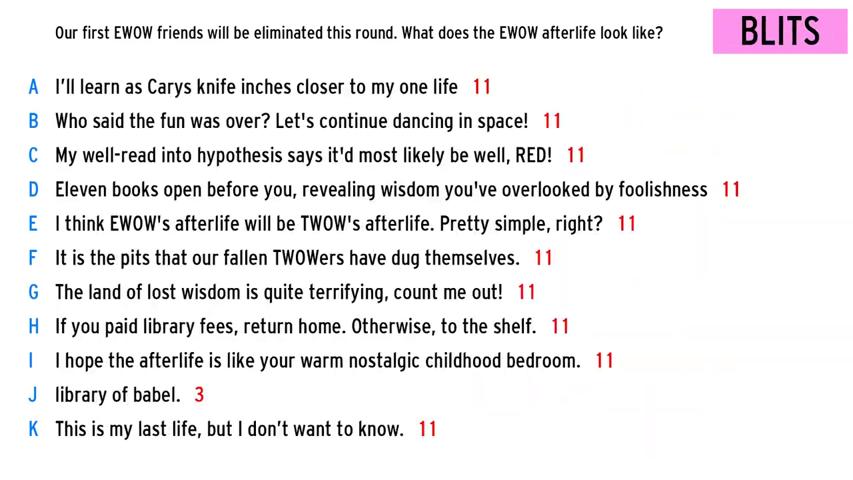 Our first EWOW friends will be eliminated this round. What does the EWOW afterlife look like?
BLITS
A I'll learn as Carys knife inches closer to my one life 11
B Who said the fun was over? Let's continue dancing in space! 11
C My well-read into hypothesis says it'd most likely be well, RED! 11
D Eleven books open before you, revealing wisdom you've overlooked by foolishness 11
E I think EWOW's afterlife will be TWOW's afterlife. Pretty simple, right? 11
F It is the pits that our fallen TWOWers have dug themselves. 11
G The land of lost wisdom is quite terrifying, count me out! 11
H If you paid library fees, return home. Otherwise, to the shelf. 11
I I hope the afterlife is like your warm nostalgic childhood bedroom. 11
J library of babel. 3
K This is my last life, but I don't want to know. 11